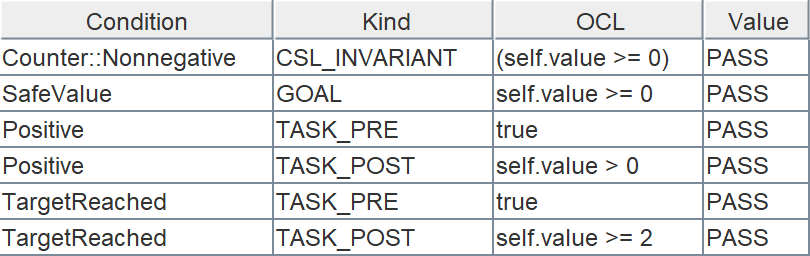 Condition Kind OCL Value
Counter::Nonnegative CSL_INVARIANT (self.value >= 0) PASS
SafeValue GOAL self.value >= 0 PASS
Positive TASK_PRE true PASS
Positive TASK_POST self.value > 0 PASS
TargetReached TASK_PRE true PASS
TargetReached TASK_POST self.value >= 2 PASS